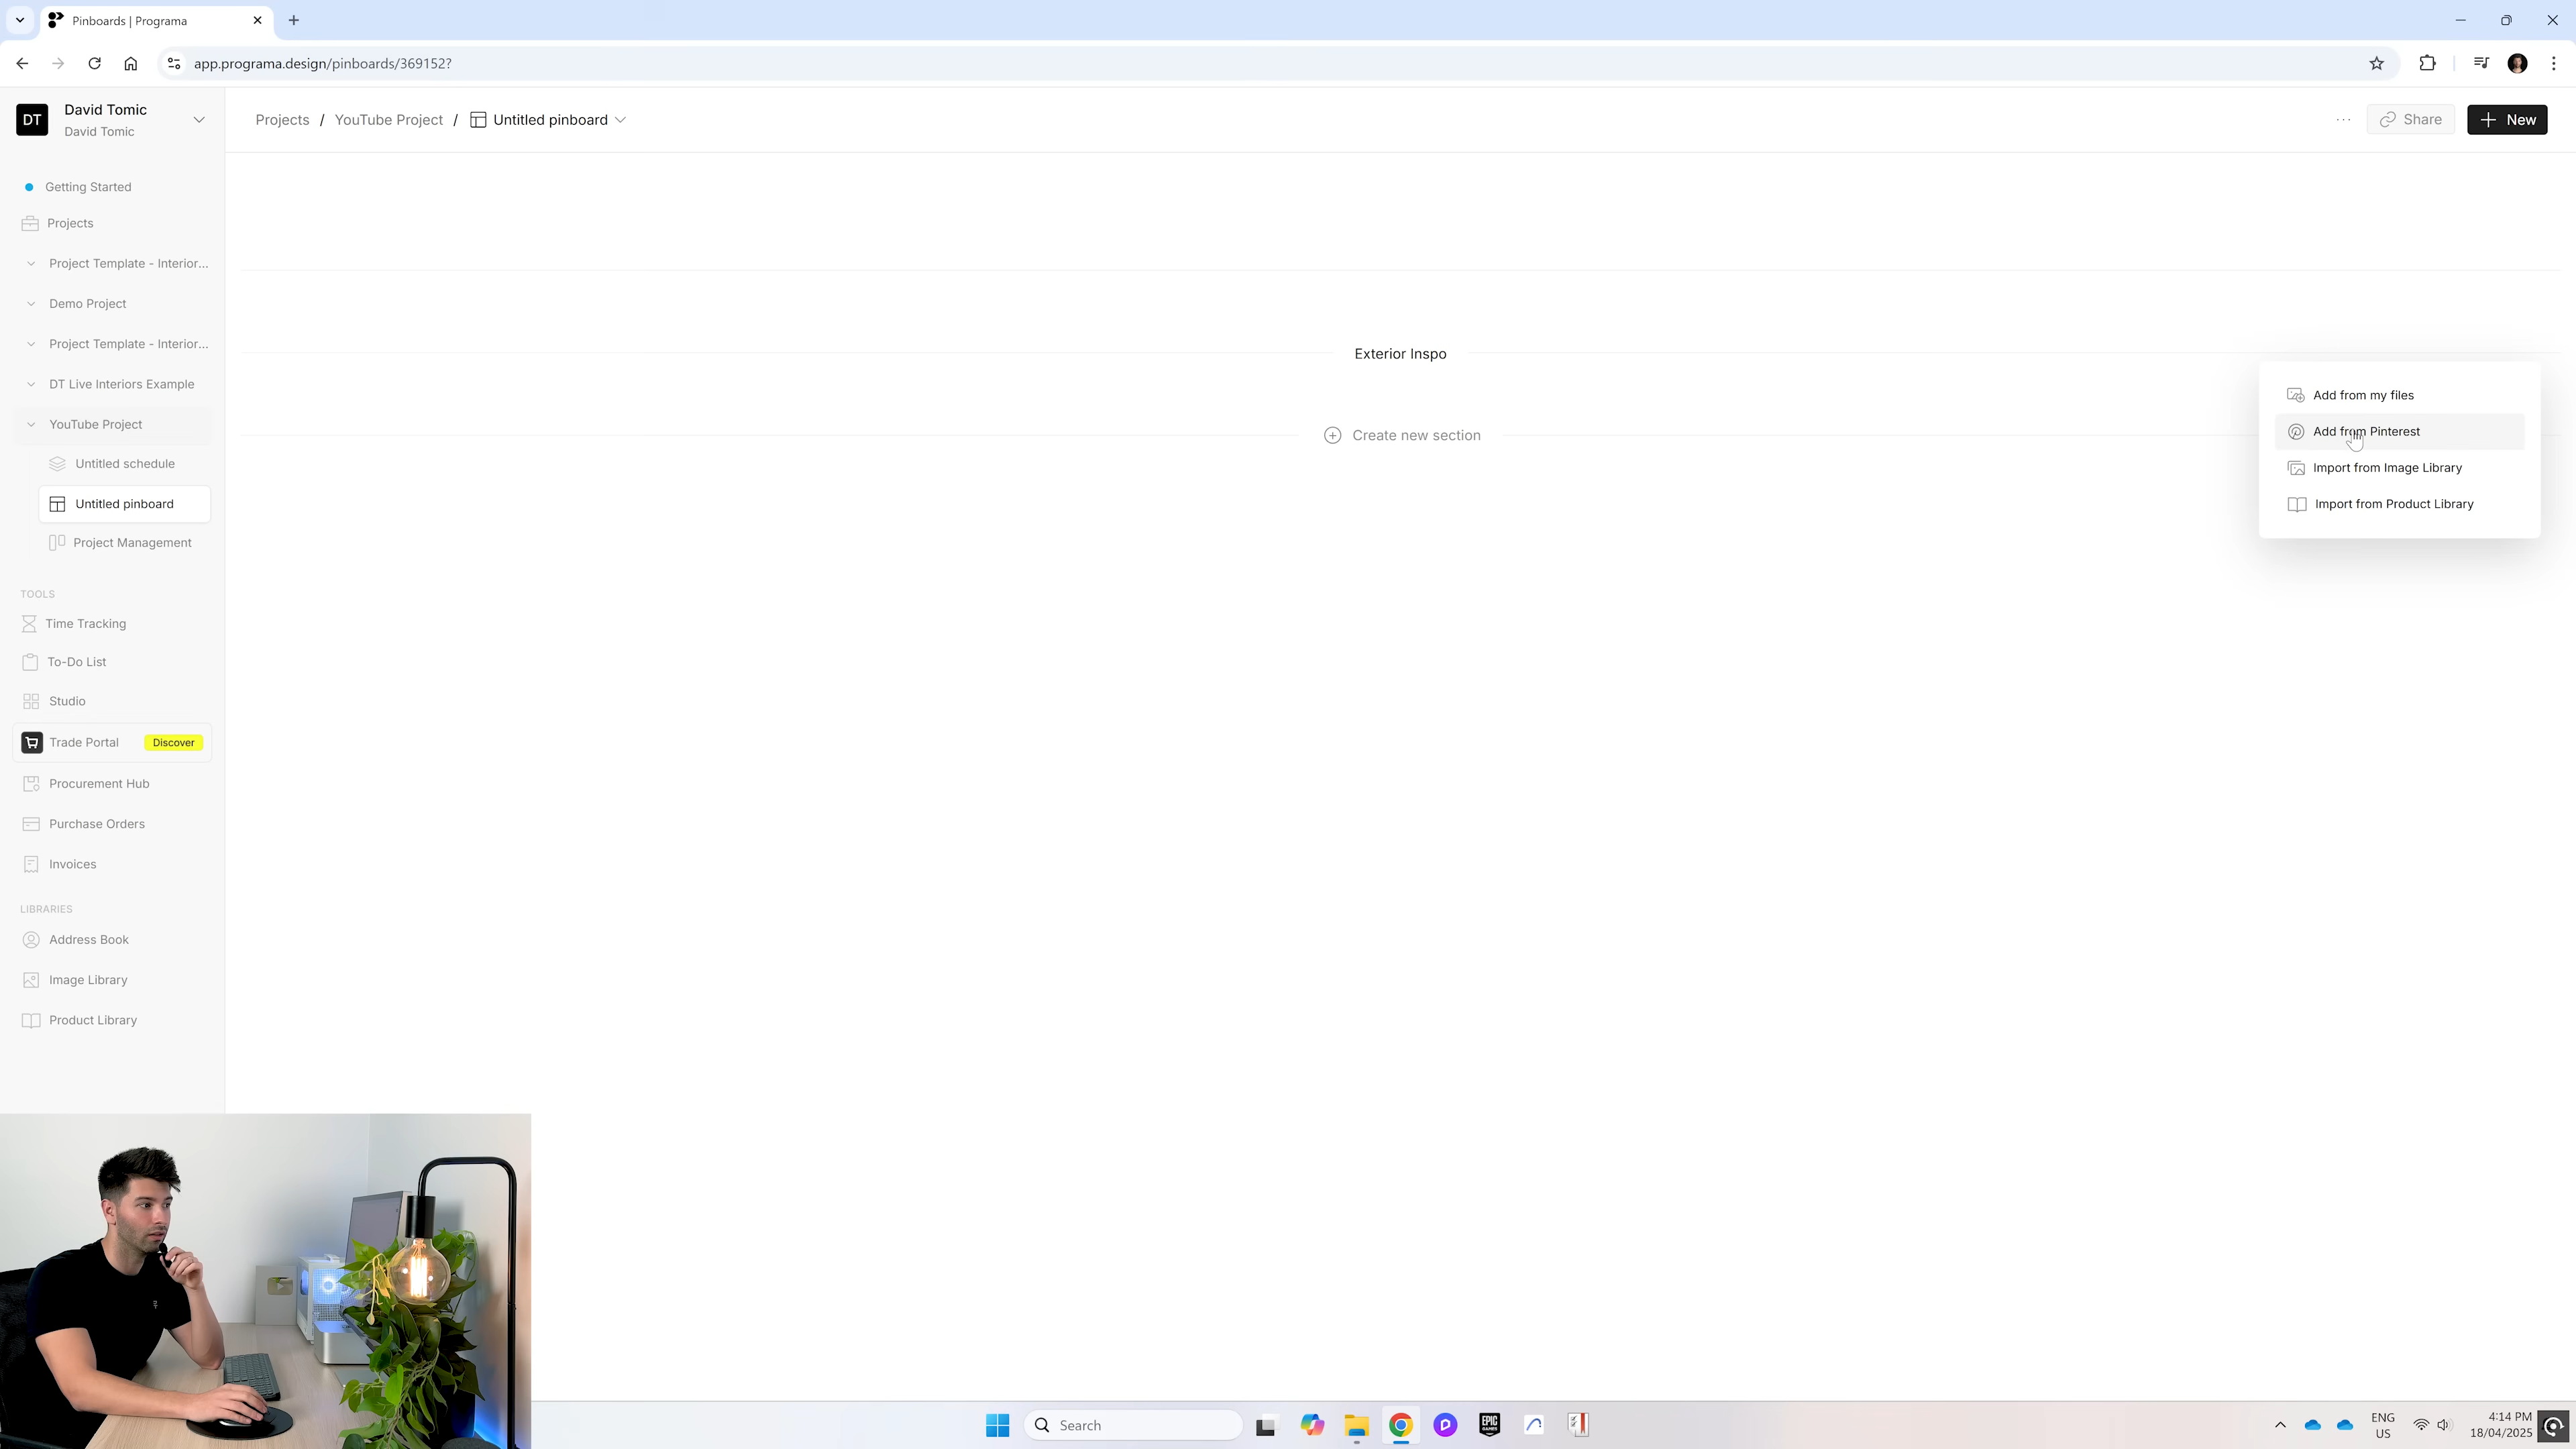 Pinboards | Programa
app.programa.design/pinboards/369152?
DT
David Tomic
David Tomic
Projects / YouTube Project / Untitled pinboard
Share
New
Getting Started
Projects
Project Template - Interior...
Demo Project
Project Template - Interior...
DT Live Interiors Example
YouTube Project
Untitled schedule
Untitled pinboard
Project Management
TOOLS
Time Tracking
To-Do List
Studio
Trade Portal
Discover
Procurement Hub
Purchase Orders
Invoices
LIBRARIES
Address Book
Image Library
Product Library
Exterior Inspo
Create new section
Add from my files
Add from Pinterest
Import from Image Library
Import from Product Library
Search
EPIC
GAMES
ENG
US
4:14 PM
18/04/2025